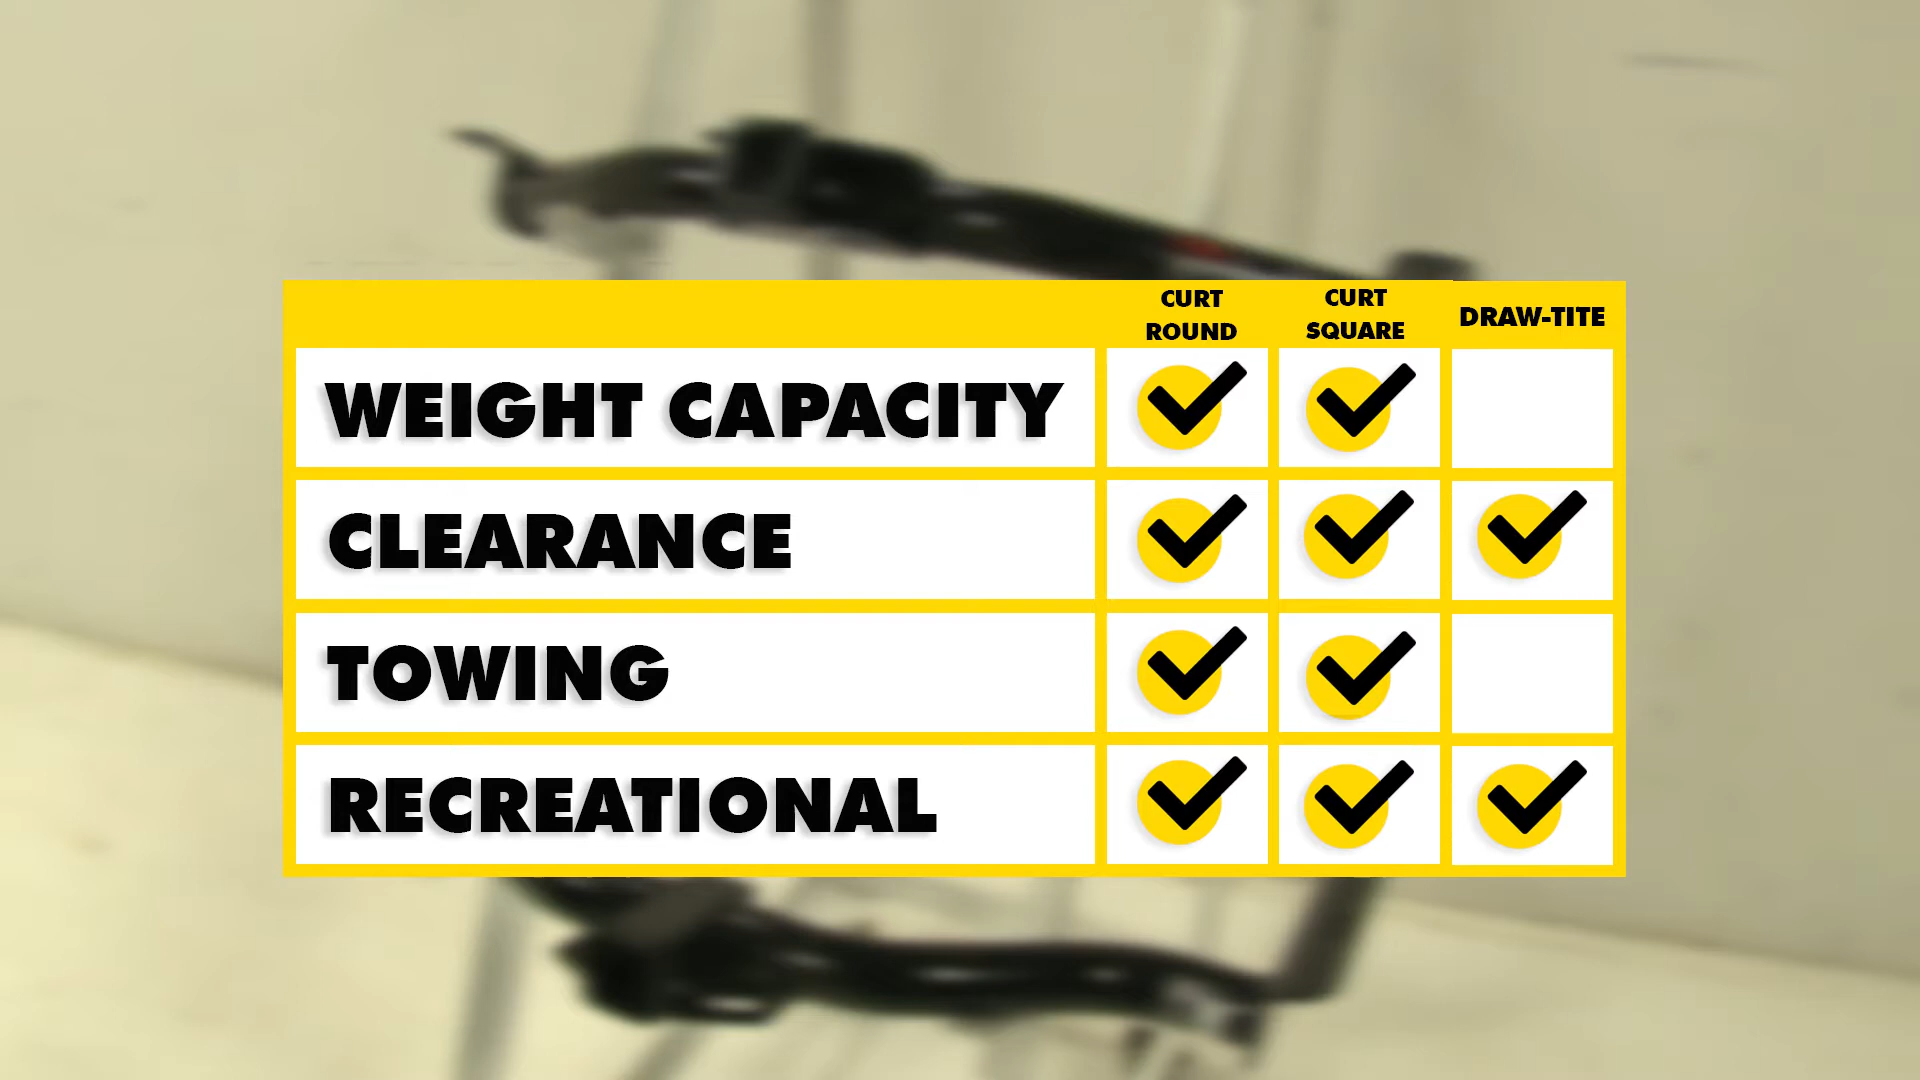 CURT ROUND
CURT SQUARE
DRAW-TITE
WEIGHT CAPACITY
CLEARANCE
TOWING
RECREATIONAL